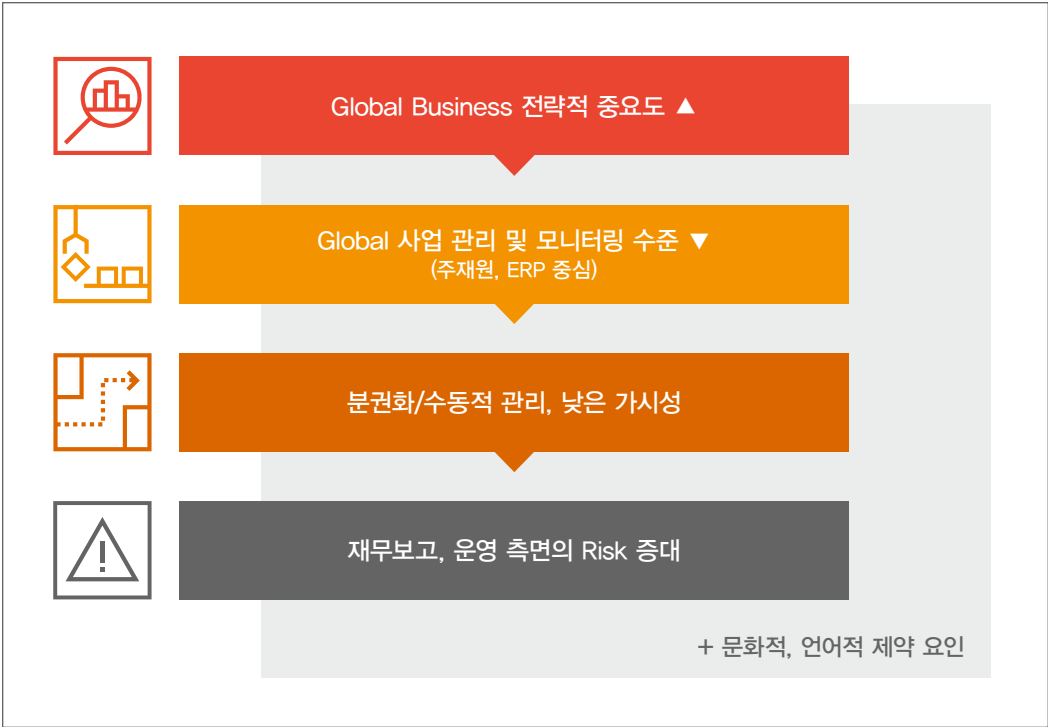 Global Business 전략적 중요도 ▲
Global 사업 관리 및 모니터링 수준 ▼
(주재원, ERP 중심)
분권화/수동적 관리, 낮은 가시성
재무보고, 운영 측면의 Risk 증대
+ 문화적, 언어적 제약 요인